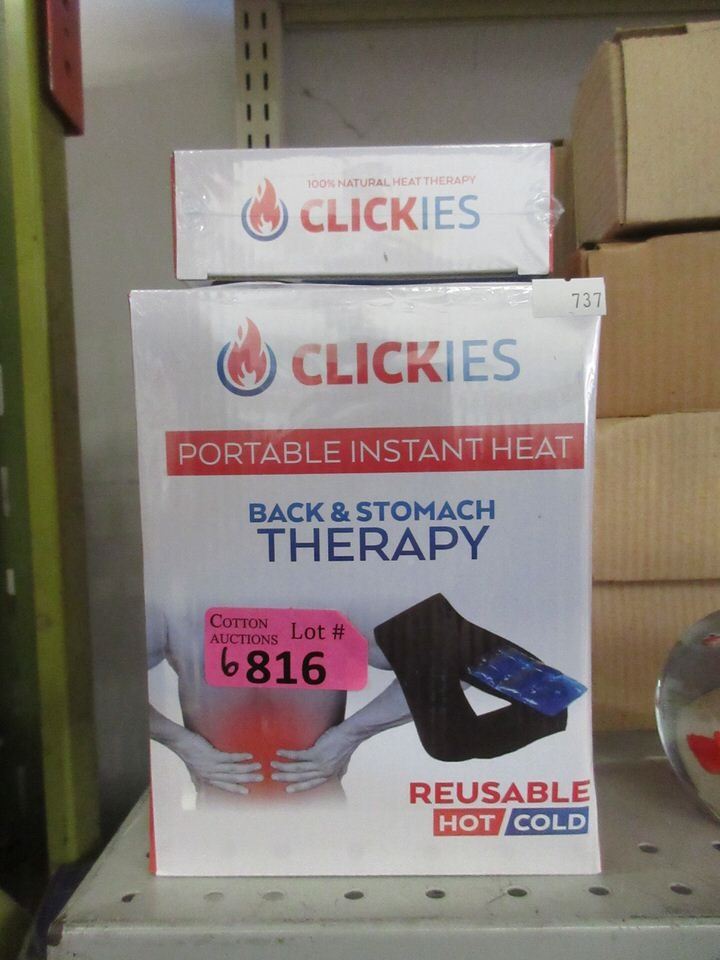 100% NATURAL HEAT THERAPY
CLICKIES
737
CLICKIES
PORTABLE INSTANT HEAT
BACK & STOMACH
THERAPY
COTTON
AUCTIONS Lot #
6816
REUSABLE
HOT / COLD